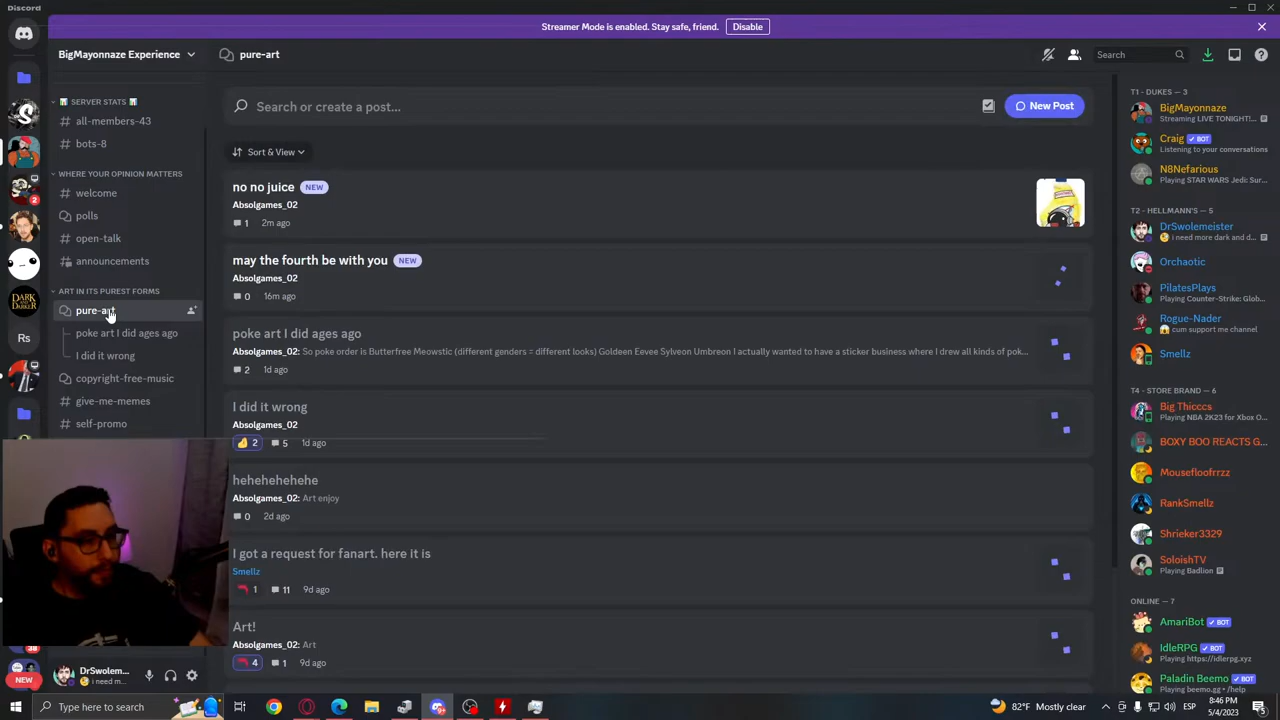 Discord
Streamer Mode is enabled. Stay safe, friend.
Disable
BigMayonnaze Experience
pure-art
Search
SERVER STATS
all-members-43
bots-8
WHERE YOUR OPINION MATTERS
welcome
polls
open-talk
announcements
ART IN ITS PUREST FORMS
pure-art
poke art I did ages ago
I did it wrong
copyright-free-music
give-me-memes
self-promo
2
Rs
38
NEW
DrSwolem...
i need m...
Search or create a post...
New Post
Sort & View
no no juice
NEW
Absolgames_02
1
2m ago
may the fourth be with you
NEW
Absolgames_02
0
16m ago
poke art I did ages ago
Absolgames_02: So poke order is Butterfree Meowstic (different genders = different looks) Goldeen Eevee Sylveon Umbreon I actually wanted to have a sticker business where I drew all kinds of pok...
2
1d ago
I did it wrong
Absolgames_02
2
5
1d ago
hehehehehehe
Absolgames_02: Art enjoy
0
2d ago
I got a request for fanart. here it is
Smellz
1
11
9d ago
Art!
Absolgames_02: Art
4
1
9d ago
T1 - DUKES — 3
BigMayonnaze
Streaming LIVE TONIGHT!...
Craig
BOT
Listening to your conversations
N8Nefarious
Playing STAR WARS Jedi: Sur...
T2 - HELLMANN'S — 5
DrSwolemeister
i need more dark and d...
Orchaotic
PilatesPlays
Playing Counter-Strike: Glob...
Rogue-Nader
cum support me channel
Smellz
T4 - STORE BRAND — 6
Big Thicccs
Playing NBA 2K23 for Xbox O...
BOXY BOO REACTS G...
Mousefloofrrzz
RankSmellz
Shrieker3329
SoloishTV
Playing Badlion
ONLINE — 7
AmariBot
BOT
IdleRPG
BOT
Playing https://idlerpg.xyz
Paladin Beemo
BOT
Playing beemo.gg • /help
Type here to search
82°F Mostly clear
ESP
8:46 PM
5/4/2023